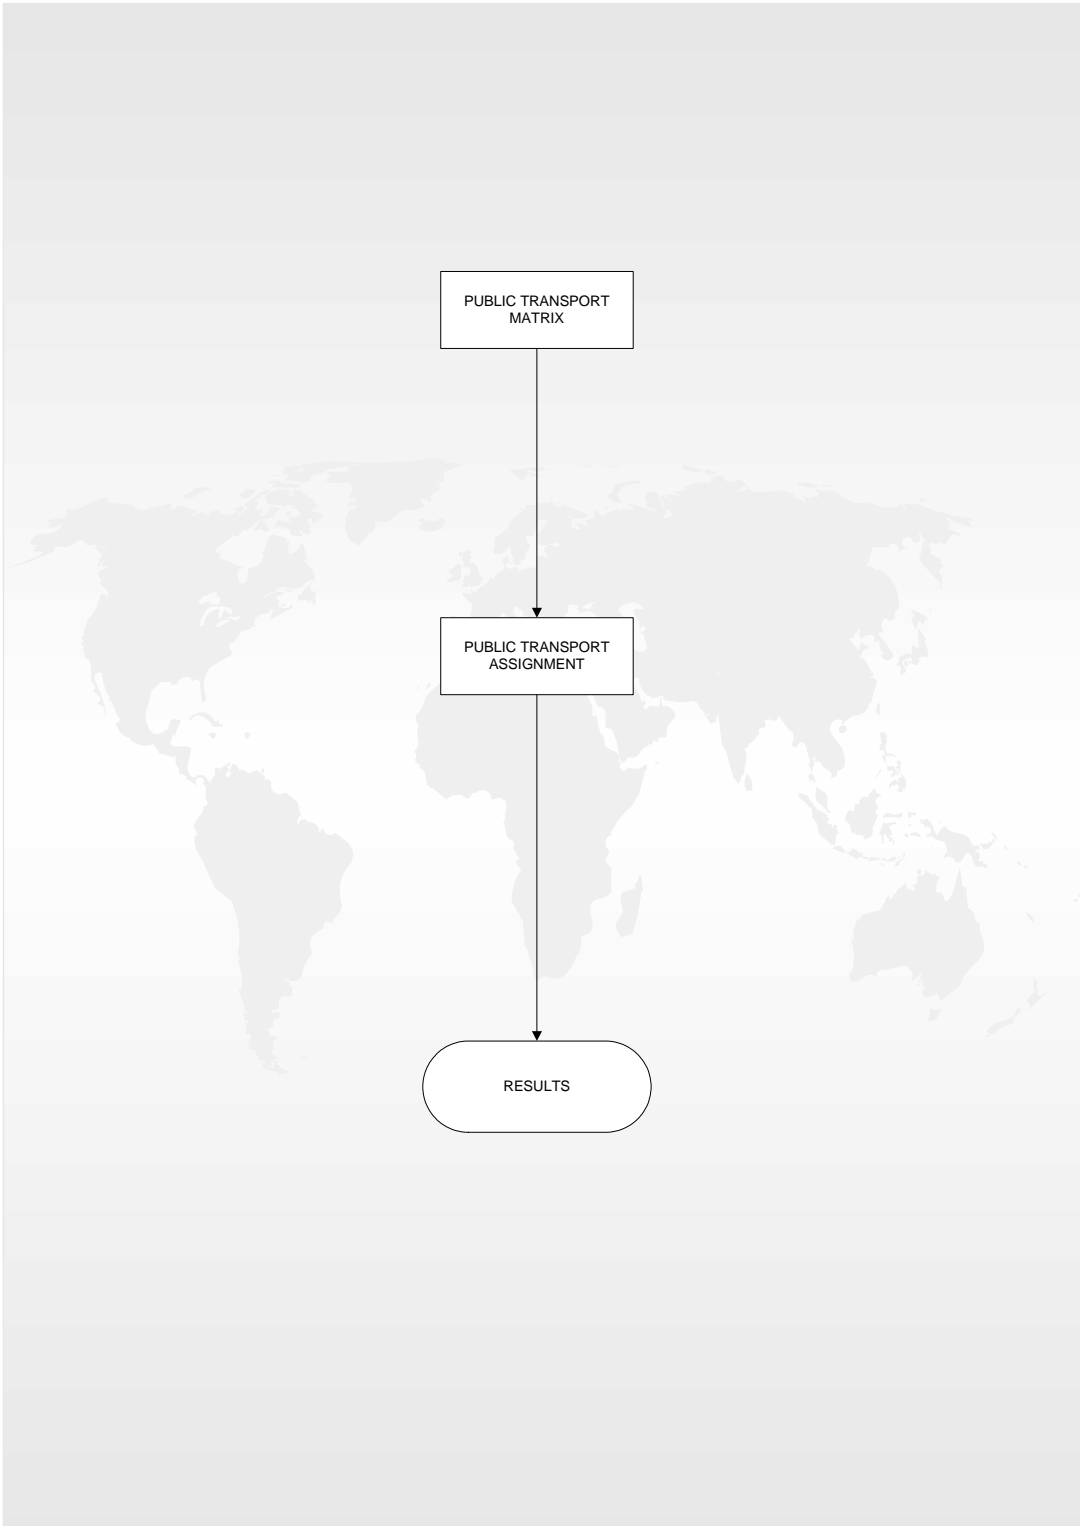 PUBLIC TRANSPORT
MATRIX
PUBLIC TRANSPORT
ASSIGNMENT
RESULTS